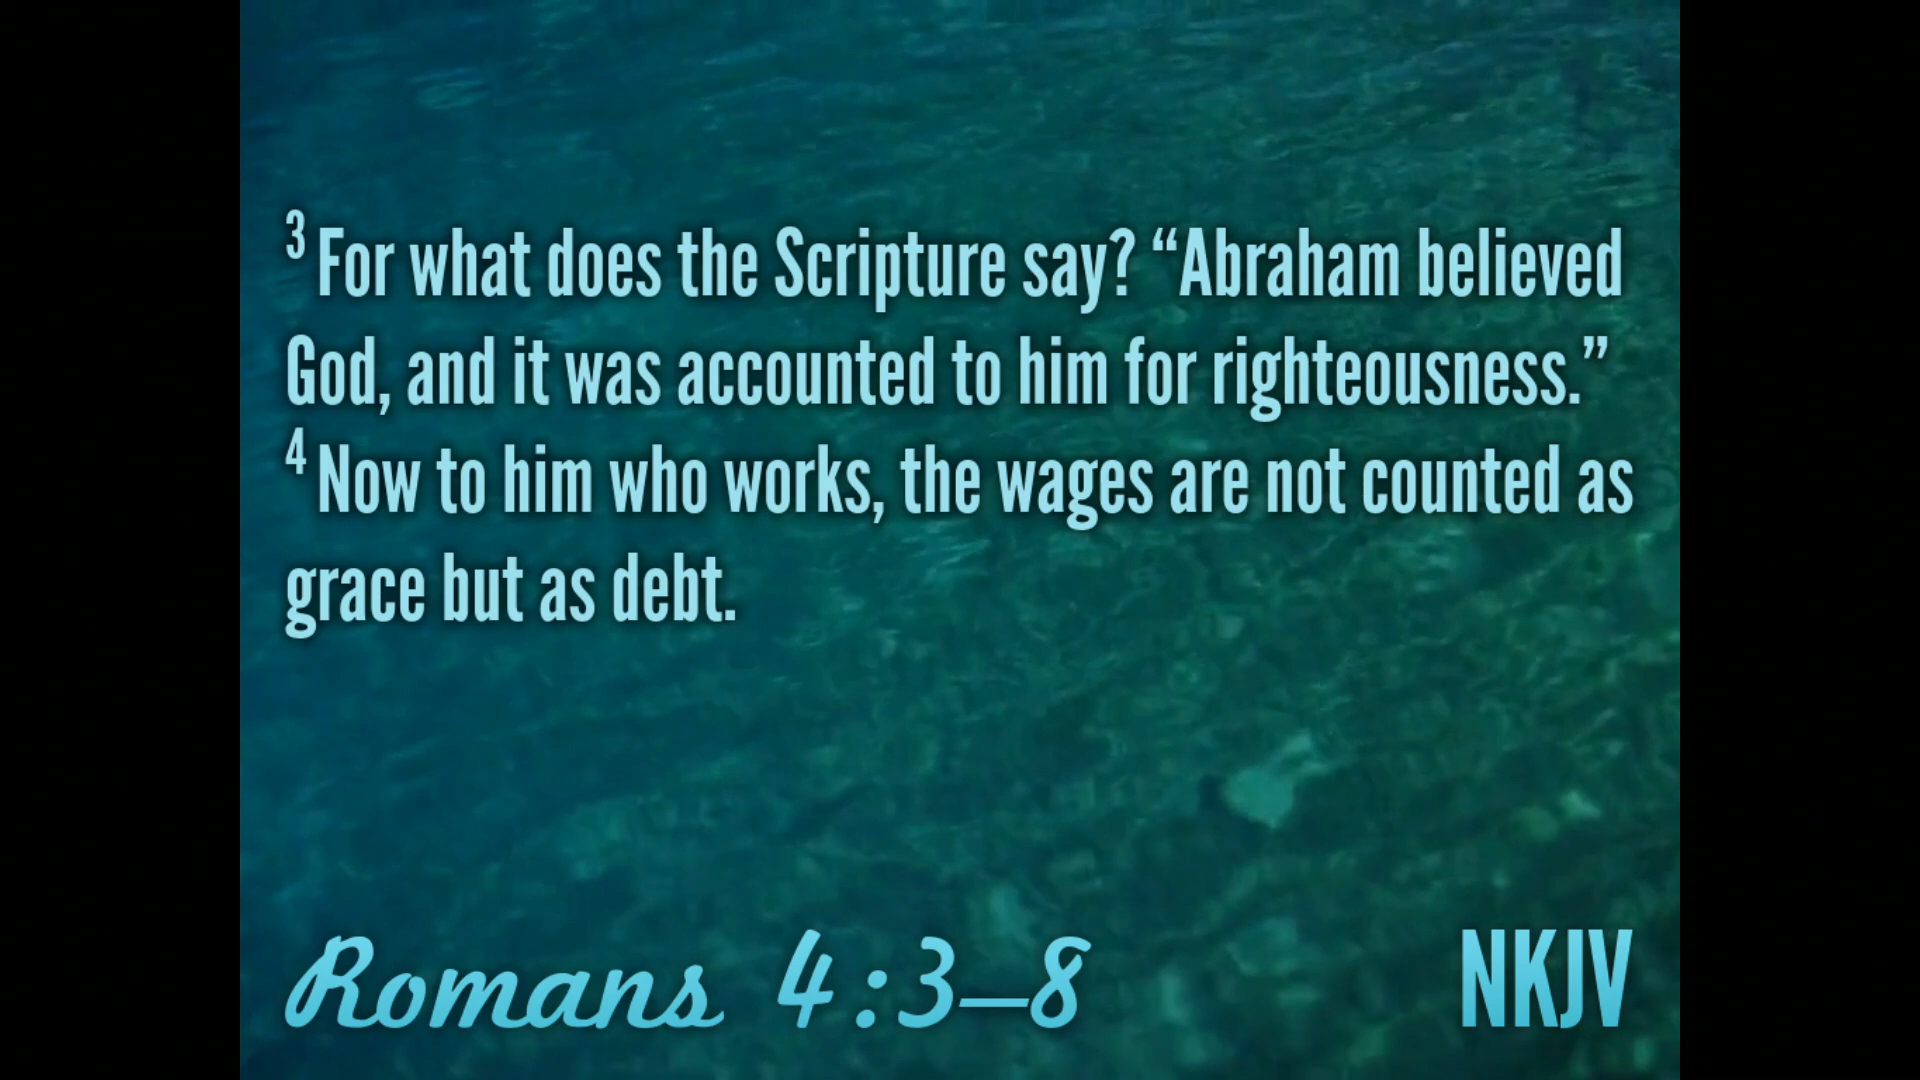 3 For what does the Scripture say? “Abraham believed
God, and it was accounted to him for righteousness.”
4 Now to him who works, the wages are not counted as
grace but as debt.
Romans 4:3–8 NKJV